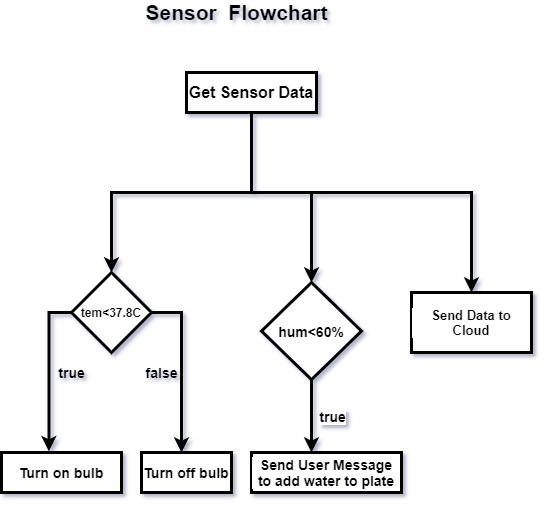 Sensor Flowchart
Get Sensor Data
tem<37.8C
hum<60%
Send Data to
Cloud
true
false
true
Turn on bulb
Turn off bulb
Send User Message
to add water to plate